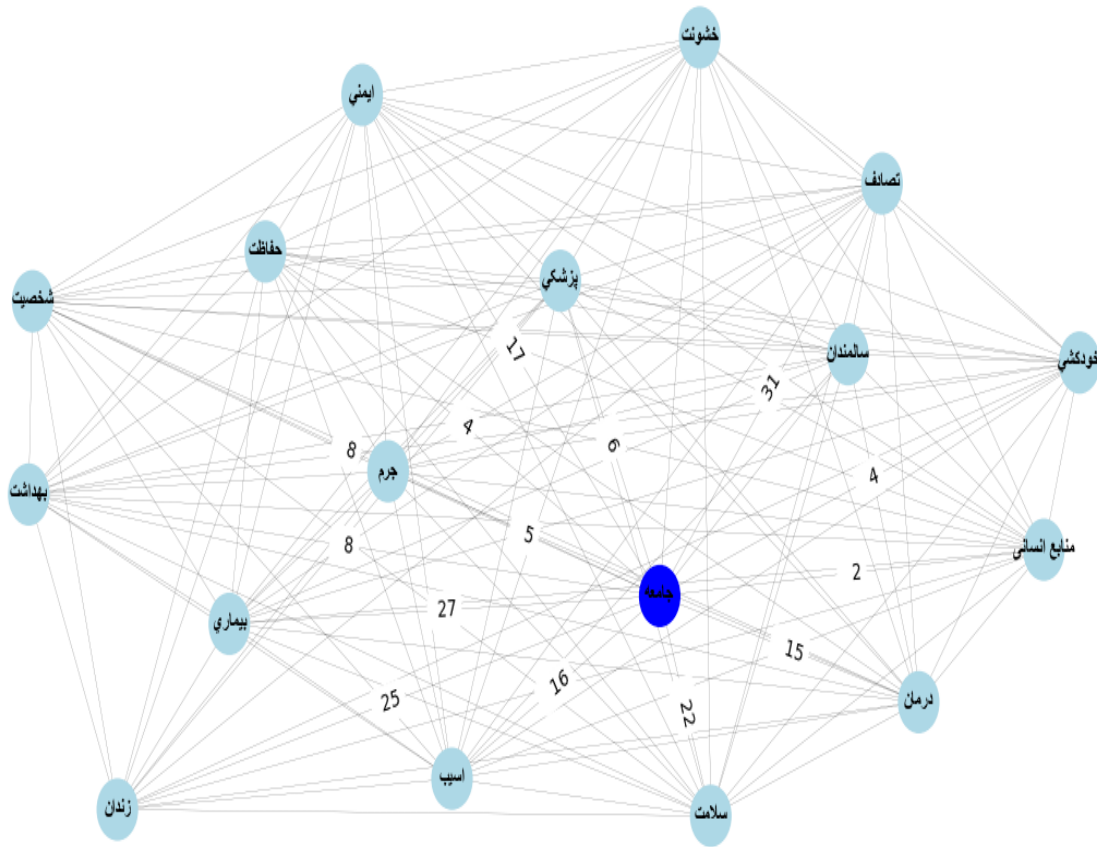 خشونت
ايمني
تصادف
حفاظت
پزشكي
شخصيت
سالمندان
خودكشي
17
31
4
8
جرم
6
4
بهداشت
5
8
منابع انسانی
2
جامعه
27
بيماري
15
25
16
22
درمان
اسيب
زندان
سلامت